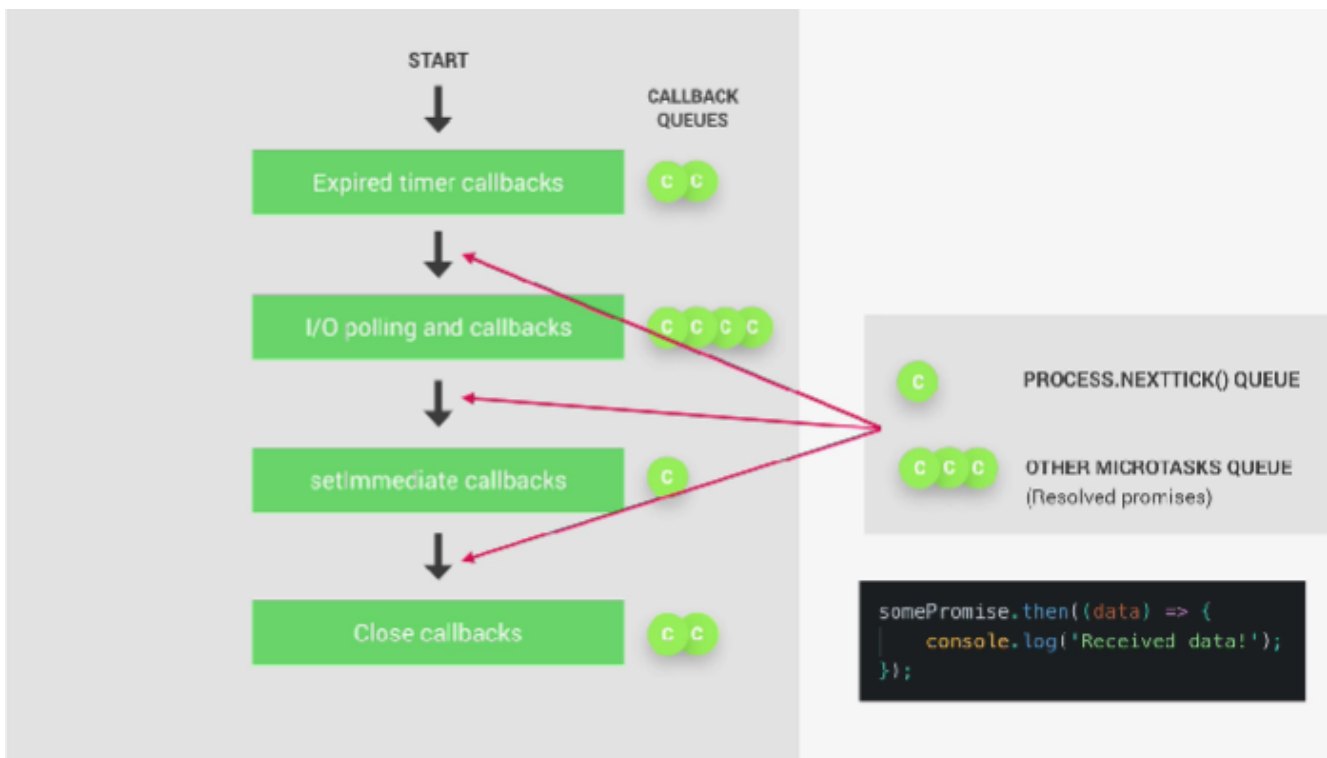 START
CALLBACK
QUEUES
Expired timer callbacks
C C
I/O polling and callbacks
C C C C
setImmediate callbacks
C
Close callbacks
C C
C
PROCESS.NEXTTICK() QUEUE
C C C
OTHER MICROTASKS QUEUE
(Resolved promises)
somePromise.then((data) => {
console.log('Received data!');
});